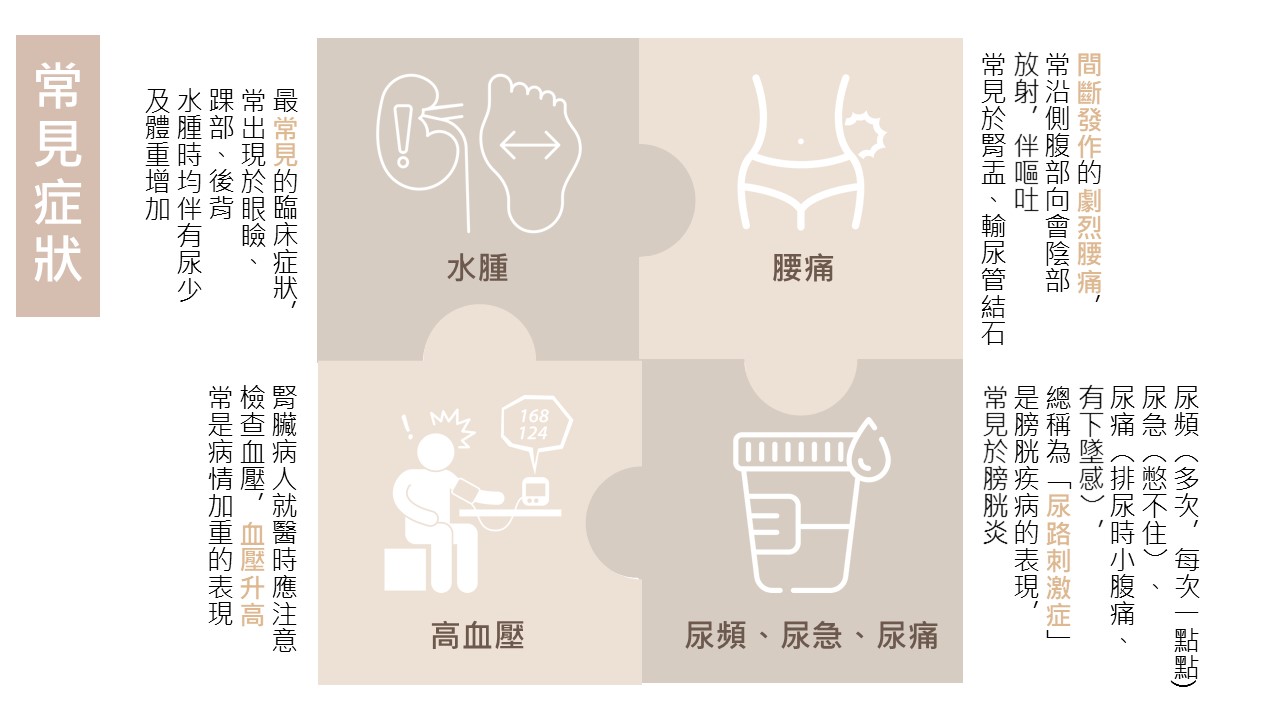 常見症狀
最常見的臨床症狀,
常出現於眼瞼、
踝部、後背
水腫時均伴有尿少
及體重增加
水腫
腰痛
間斷發作的劇烈腰痛,
常沿側腹部向會陰部
放射, 伴嘔吐
常見於腎盂、輸尿管結石
腎臟病人就醫時應注意
檢查血壓, 血壓升高
常是病情加重的表現
168
124
高血壓
尿頻、尿急、尿痛
尿頻(多次, 每次一點點)
尿急(憋不住)、
尿痛(排尿時小腹痛、
有下墜感),
總稱為「尿路刺激症」
是膀胱疾病的表現,
常見於膀胱炎